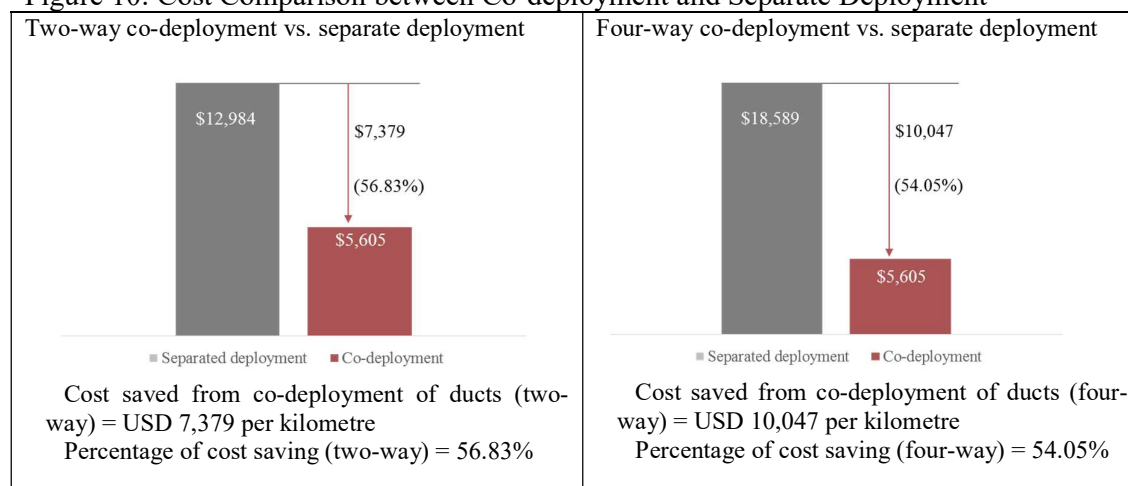 Figure 10: Cost Comparison between Co-deployment and Separate Deployment
Two-way co-deployment vs. separate deployment
$12,984
$7,379
(56.83%)
$5,605
Separated deployment Co-deployment
Cost saved from co-deployment of ducts (two-
way) = USD 7,379 per kilometre
Percentage of cost saving (two-way) = 56.83%
Four-way co-deployment vs. separate deployment
$18,589
$10,047
(54.05%)
$5,605
Separated deployment Co-deployment
Cost saved from co-deployment of ducts (four-
way) = USD 10,047 per kilometre
Percentage of cost saving (four-way) = 54.05%